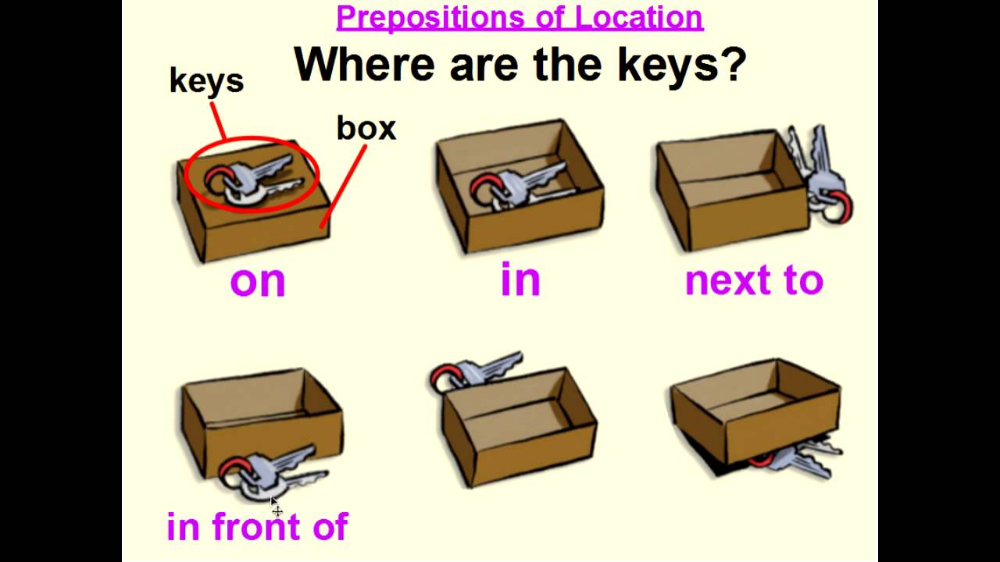 Prepositions of Location
Where are the keys?
keys
box
on
in
next to
in front of